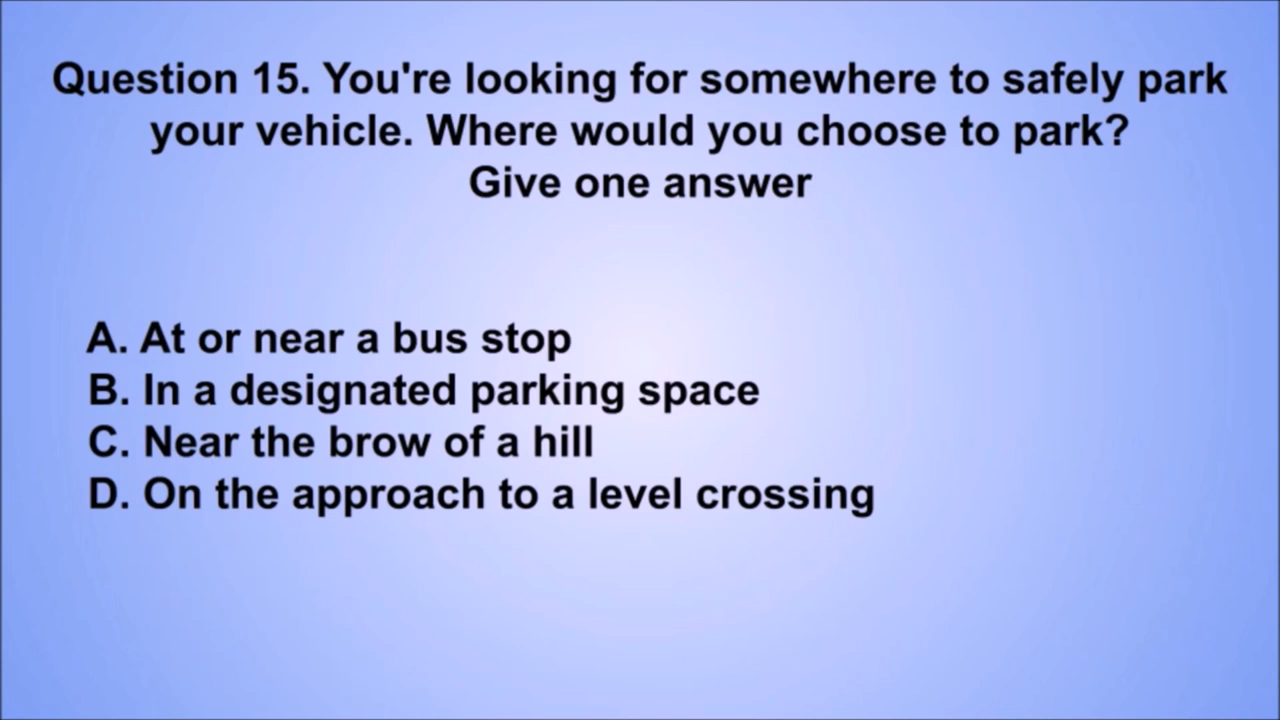 Question 15. You're looking for somewhere to safely park
your vehicle. Where would you choose to park?
Give one answer
A. At or near a bus stop
B. In a designated parking space
C. Near the brow of a hill
D. On the approach to a level crossing